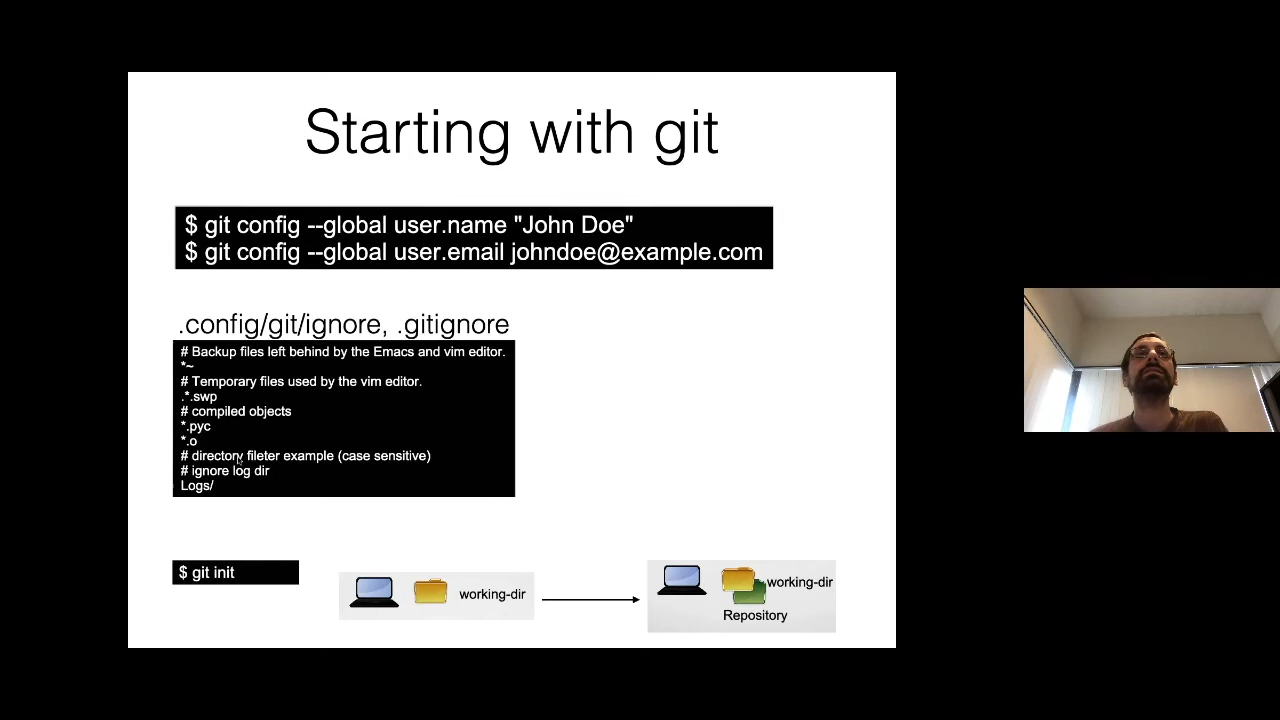 Starting with git
$ git config --global user.name "John Doe"
$ git config --global user.email johndoe@example.com
.config/git/ignore, .gitignore
# Backup files left behind by the Emacs and vim editor.
*~
# Temporary files used by the vim editor.
.*.swp
# compiled objects
*.pyc
*.o
# directory fileter example (case sensitive)
# ignore log dir
Logs/
$ git init
working-dir
working-dir
Repository